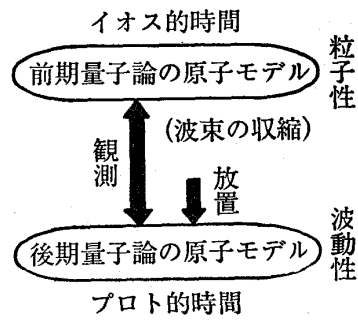 イオス的時間
前期量子論の原子モデル
粒子性
(波束の収縮)
観測
放置
後期量子論の原子モデル
波動性
プロト的時間